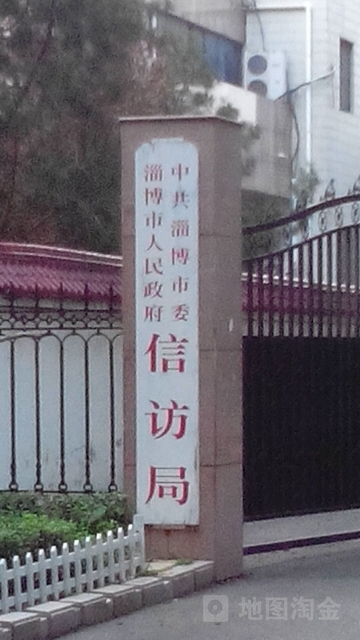 中共淄博市委
淄博市人民政府
信访局
地图淘金